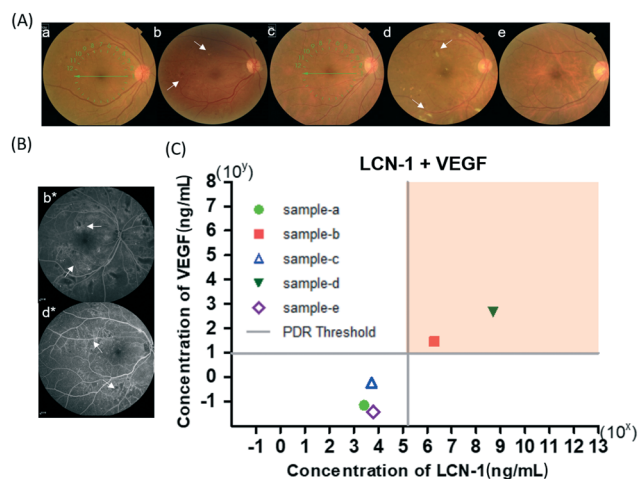 (A)
a
b
c
d
e
(B)
b*
d*
(C)
LCN-1 + VEGF
Concentration of VEGF(ng/mL)
(10ʸ)
8
7
6
5
4
3
2
1
0
-1
sample-a
sample-b
sample-c
sample-d
sample-e
PDR Threshold
-1 0 1 2 3 4 5 6 7 8 9 10 11 12 13
(10ˣ)
Concentration of LCN-1(ng/mL)